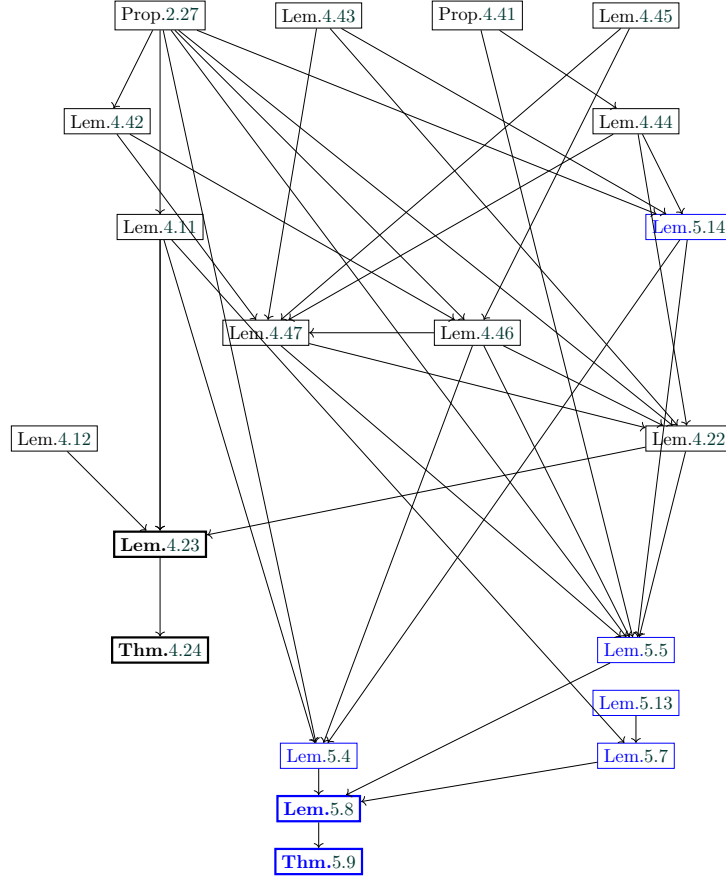 Prop.2.27 Lem.4.43 Prop.4.41 Lem.4.45
Lem.4.42 Lem.4.44
Lem.4.11 Lem.5.14
Lem.4.47 Lem.4.46
Lem.4.12 Lem.4.22
Lem.4.23
Thm.4.24 Lem.5.5
Lem.5.13
Lem.5.4 Lem.5.7
Lem.5.8
Thm.5.9